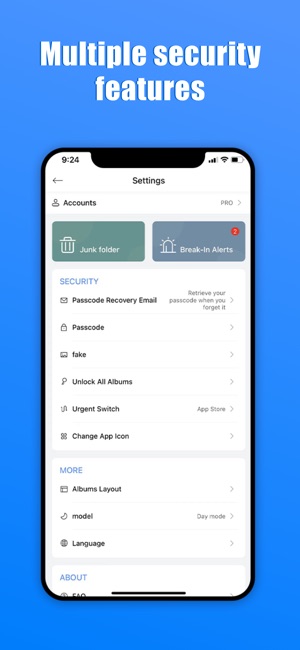 Multiple security
features
9:24
Settings
Accounts
PRO
Junk folder
2
Break-In Alerts
SECURITY
Passcode Recovery Email
Retrieve your
passcode when you
forget it
Passcode
fake
Unlock All Albums
Urgent Switch
App Store
Change App Icon
MORE
Albums Layout
model
Day mode
Language
ABOUT
FAQ